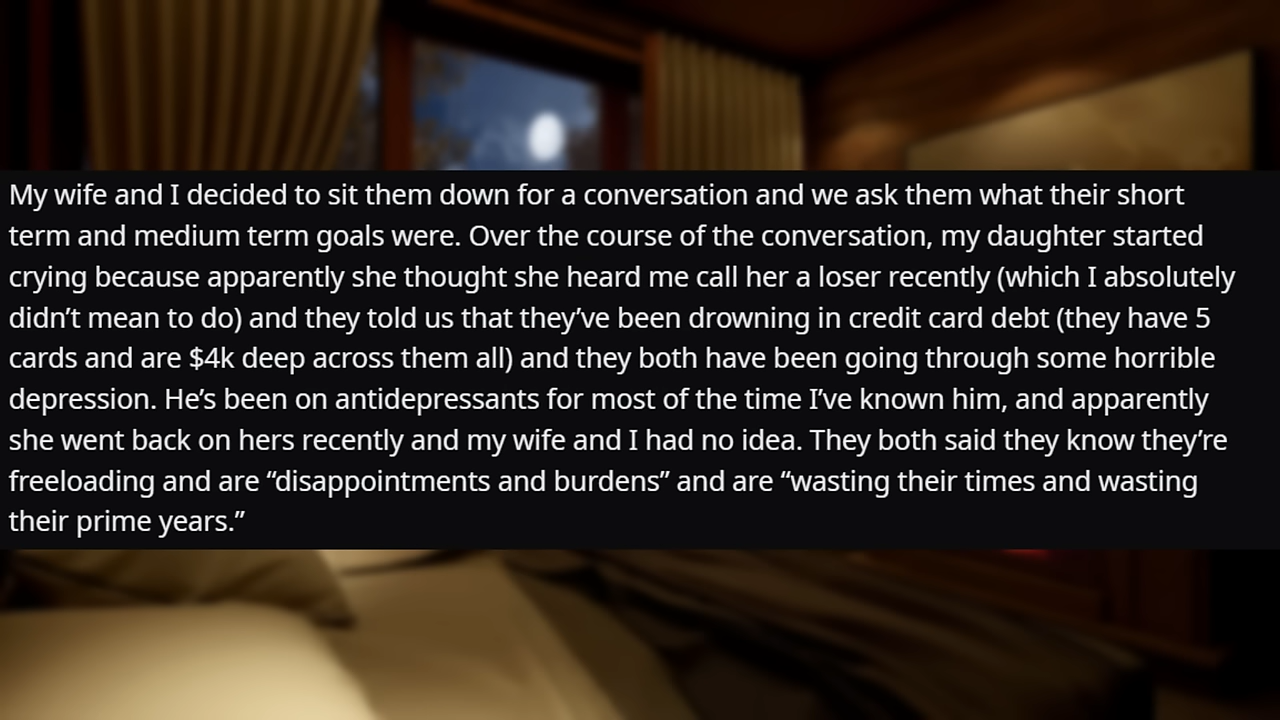 My wife and I decided to sit them down for a conversation and we ask them what their short
term and medium term goals were. Over the course of the conversation, my daughter started
crying because apparently she thought she heard me call her a loser recently (which I absolutely
didn’t mean to do) and they told us that they’ve been drowning in credit card debt (they have 5
cards and are $4k deep across them all) and they both have been going through some horrible
depression. He’s been on antidepressants for most of the time I’ve known him, and apparently
she went back on hers recently and my wife and I had no idea. They both said they know they’re
freeloading and are “disappointments and burdens” and are “wasting their times and wasting
their prime years.”